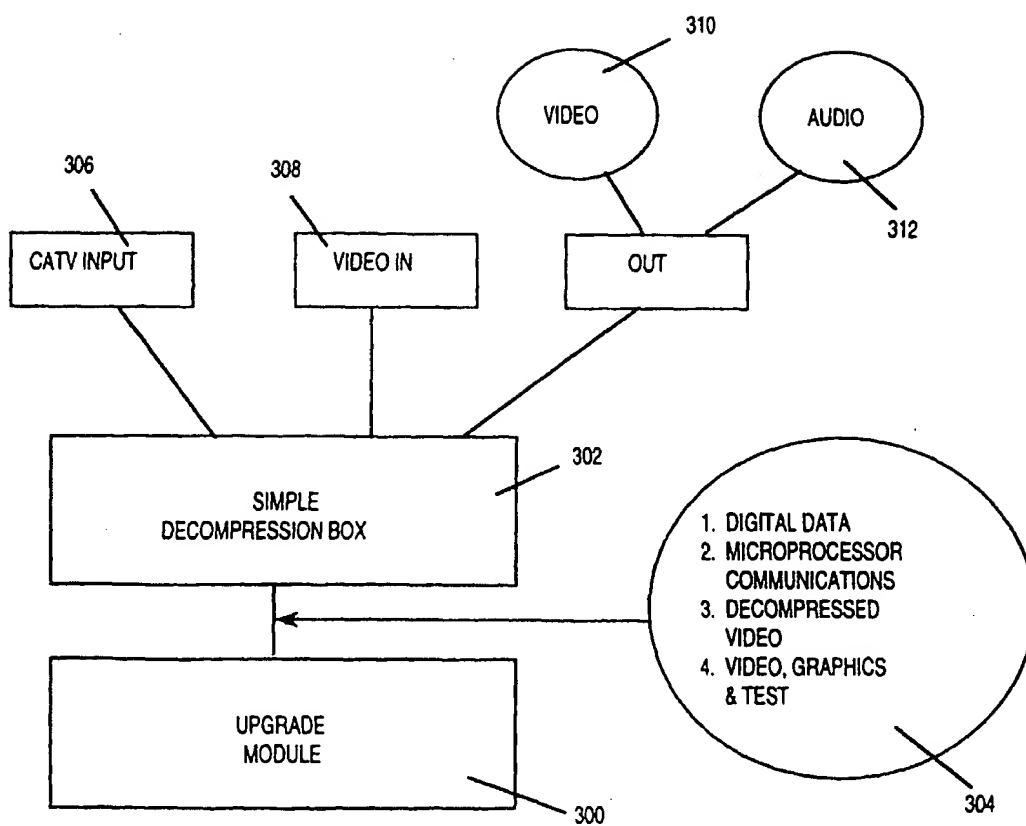 310
VIDEO
AUDIO
306
308
312
CATV INPUT
VIDEO IN
OUT
302
SIMPLE
DECOMPRESSION BOX
1. DIGITAL DATA
2. MICROPROCESSOR
COMMUNICATIONS
3. DECOMPRESSED
VIDEO
4. VIDEO, GRAPHICS
& TEST
UPGRADE
MODULE
300
304